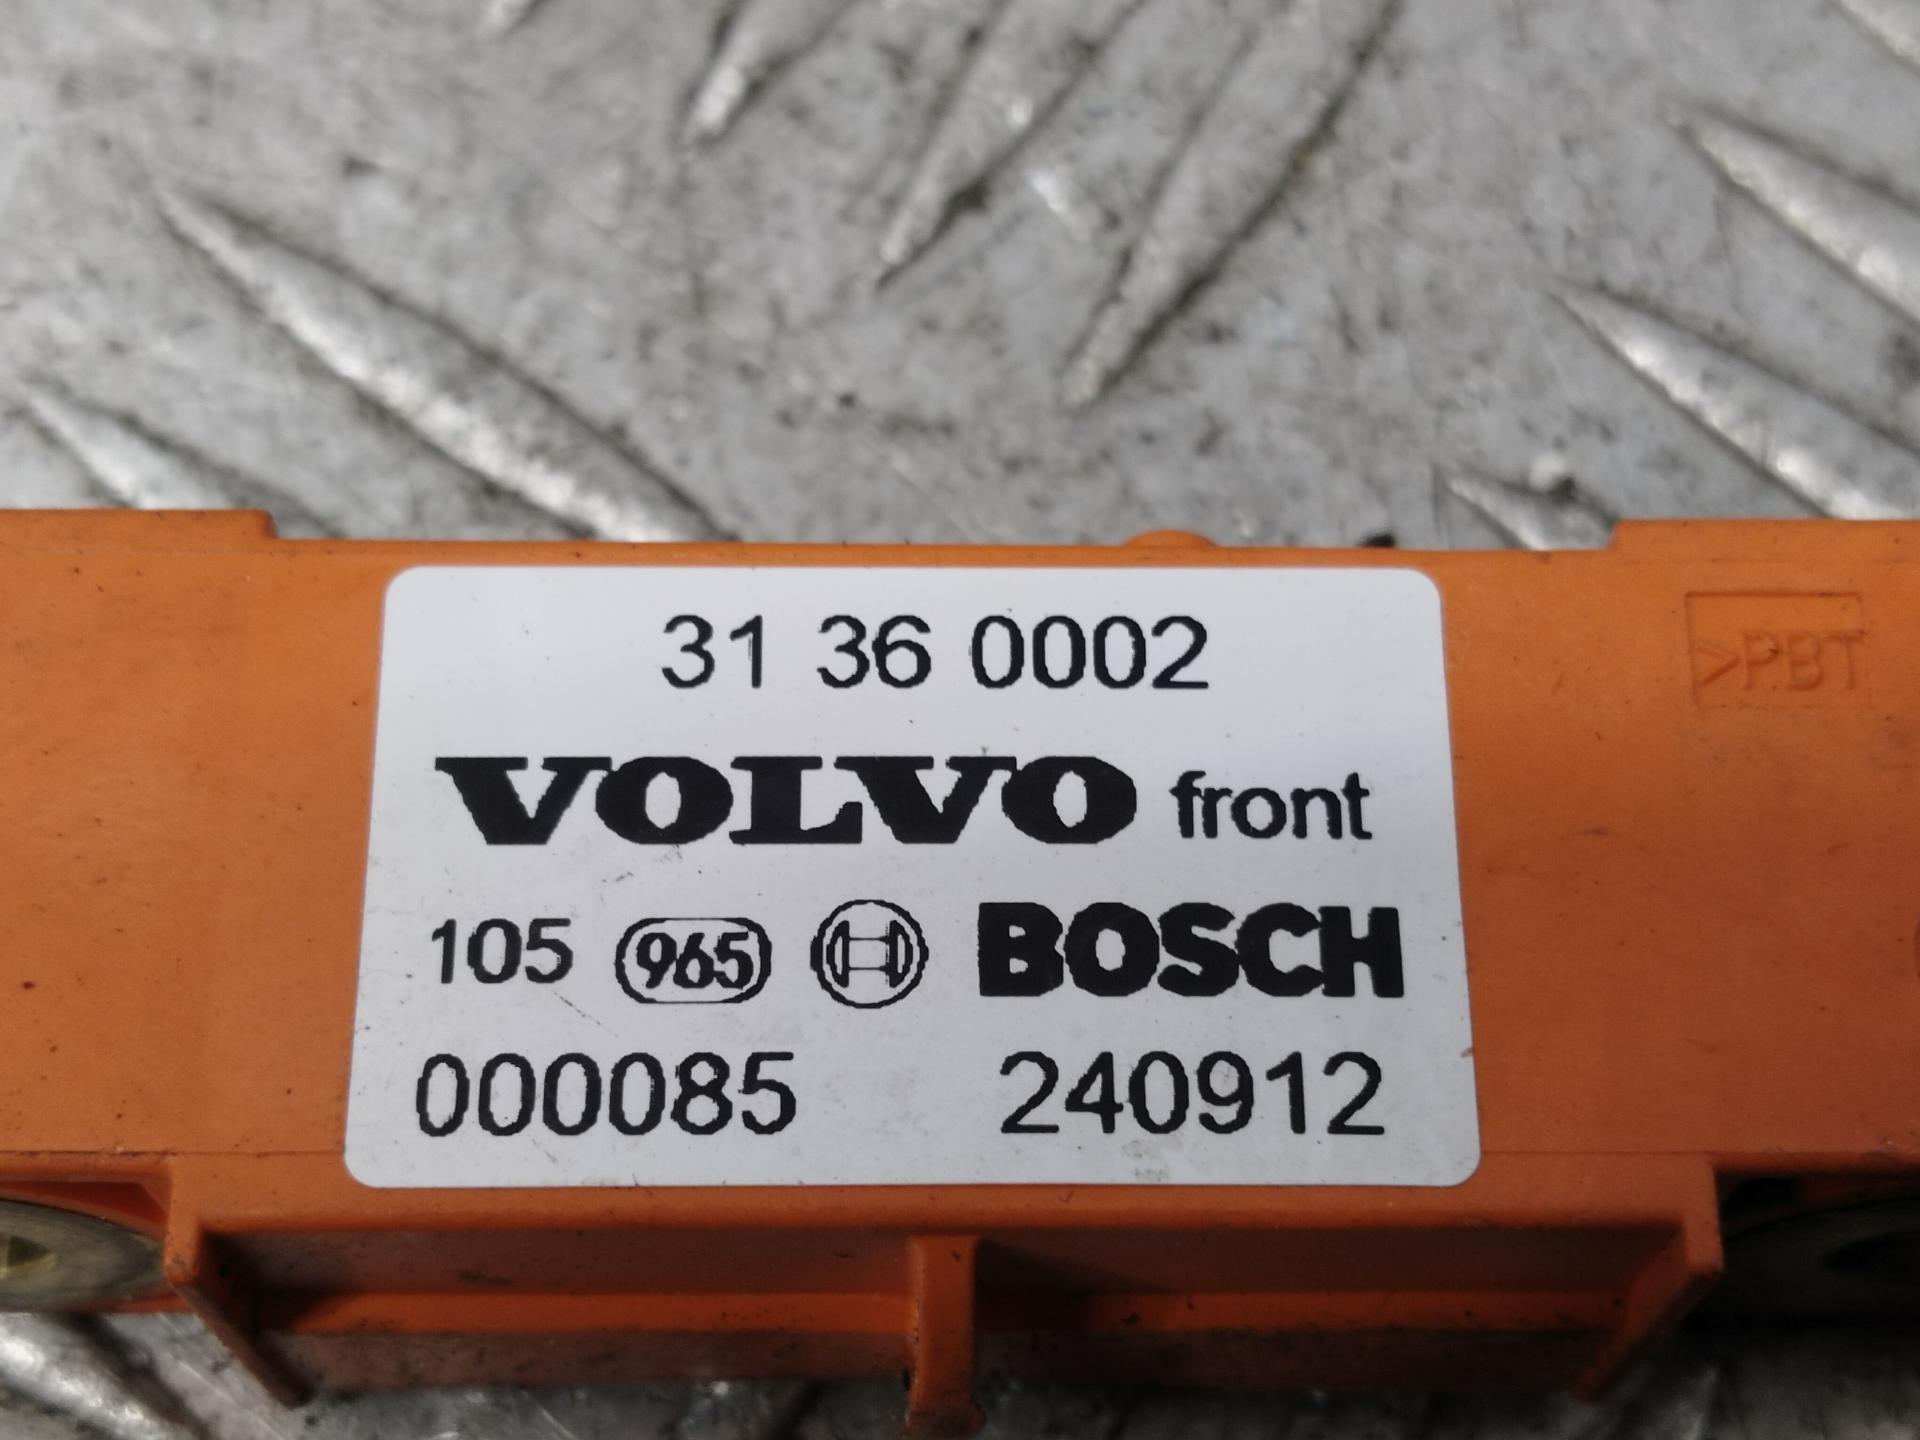 31 36 0002
VOLVO front
105 965 BOSCH
000085 240912
>PBT